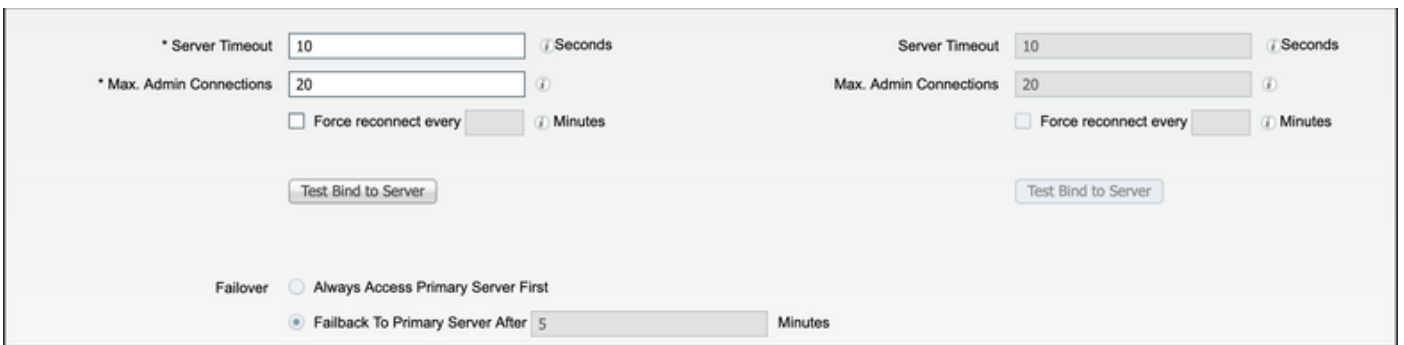 * Server Timeout 10 Seconds Server Timeout 10 Seconds
* Max. Admin Connections 20 Max. Admin Connections 20
Force reconnect every Minutes Force reconnect every Minutes
Test Bind to Server Test Bind to Server
Failover Always Access Primary Server First
Failback To Primary Server After 5 Minutes